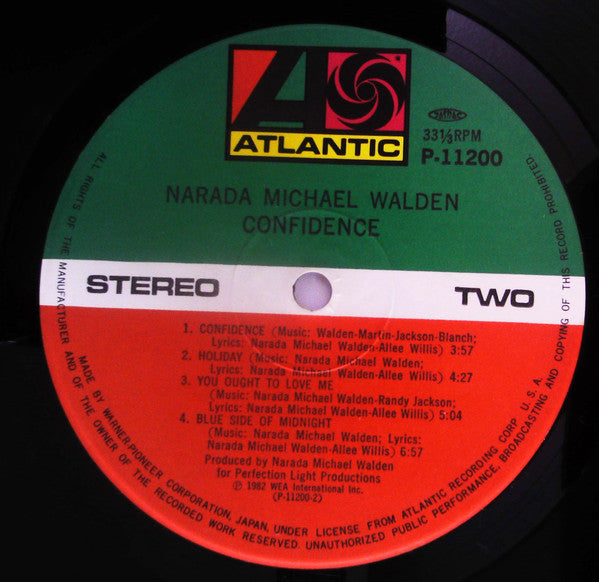 ATLANTIC
JASRAC
33⅓RPM
P-11200
NARADA MICHAEL WALDEN
CONFIDENCE
STEREO
TWO
1. CONFIDENCE (Music: Walden-Martin-Jackson-Blanch;
Lyrics: Narada Michael Walden-Allee Willis) 3:57
2. HOLIDAY (Music: Narada Michael Walden;
Lyrics: Narada Michael Walden-Allee Willis) 4:27
3. YOU OUGHT TO LOVE ME
(Music: Narada Michael Walden-Randy Jackson;
Lyrics: Narada Michael Walden-Allee Willis) 5:04
4. BLUE SIDE OF MIDNIGHT
(Music: Narada Michael Walden; Lyrics:
Narada Michael Walden-Allee Willis) 6:57
Produced by Narada Michael Walden
for Perfection Light Productions
℗ 1982 WEA International Inc.
(P-11200-2)
MADE BY WARNER-PIONEER CORPORATION, JAPAN, UNDER LICENSE FROM ATLANTIC RECORDING CORP. U.S.A.
ALL RIGHTS OF THE MANUFACTURER AND OF THE OWNER OF THE RECORDED WORK RESERVED. UNAUTHORIZED PUBLIC PERFORMANCE, BROADCASTING AND COPYING OF THIS RECORD PROHIBITED.